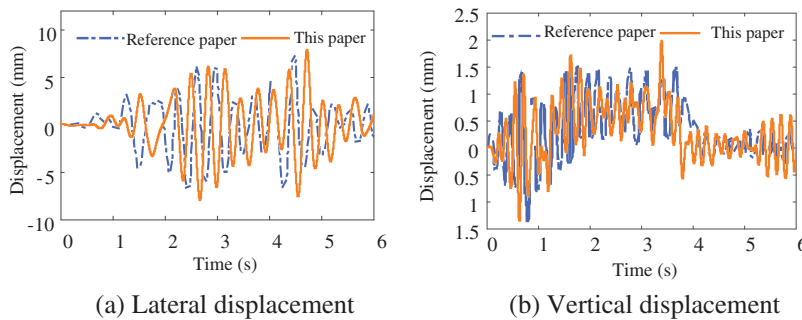 Reference paper This paper
10
5
0
-5
-10
Displacement (mm)
0 1 2 3 4 5 6
Time (s)
(a) Lateral displacement
Reference paper This paper
2.5
2.0
1.5
1.0
0.5
0
0.5
1
1.5
Displacement (mm)
0 1 2 3 4 5 6
Time (s)
(b) Vertical displacement